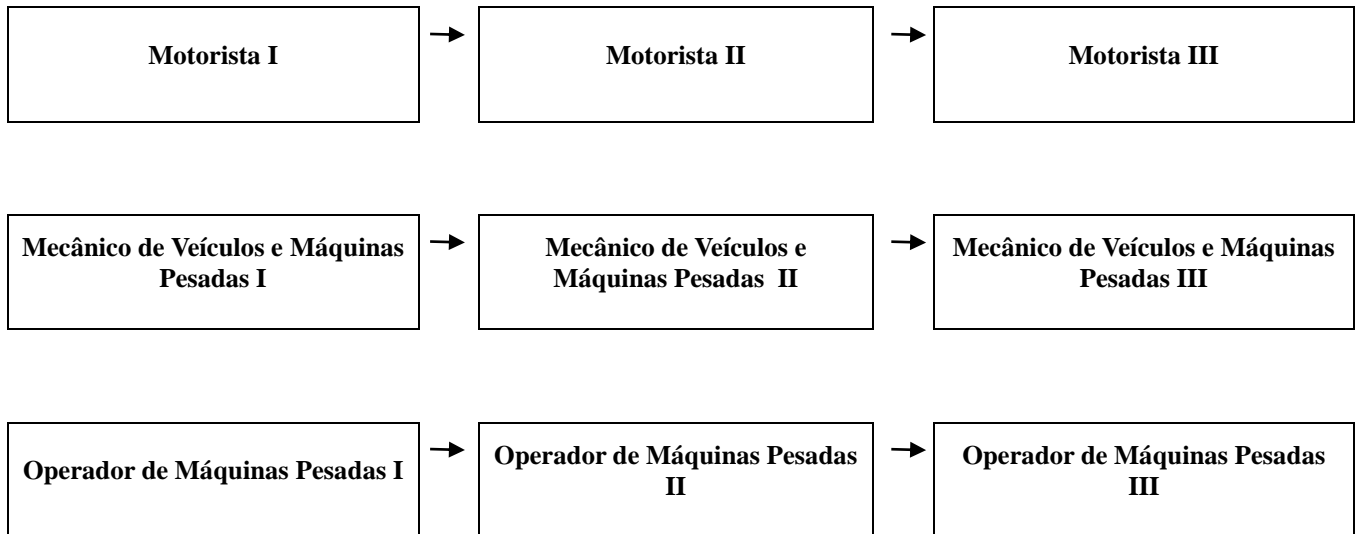 Motorista I
Motorista II
Motorista III
Mecânico de Veículos e Máquinas
Pesadas I
Mecânico de Veículos e
Máquinas Pesadas  II
Mecânico de Veículos e Máquinas
Pesadas III
Operador de Máquinas Pesadas I
Operador de Máquinas Pesadas
II
Operador de Máquinas Pesadas
III